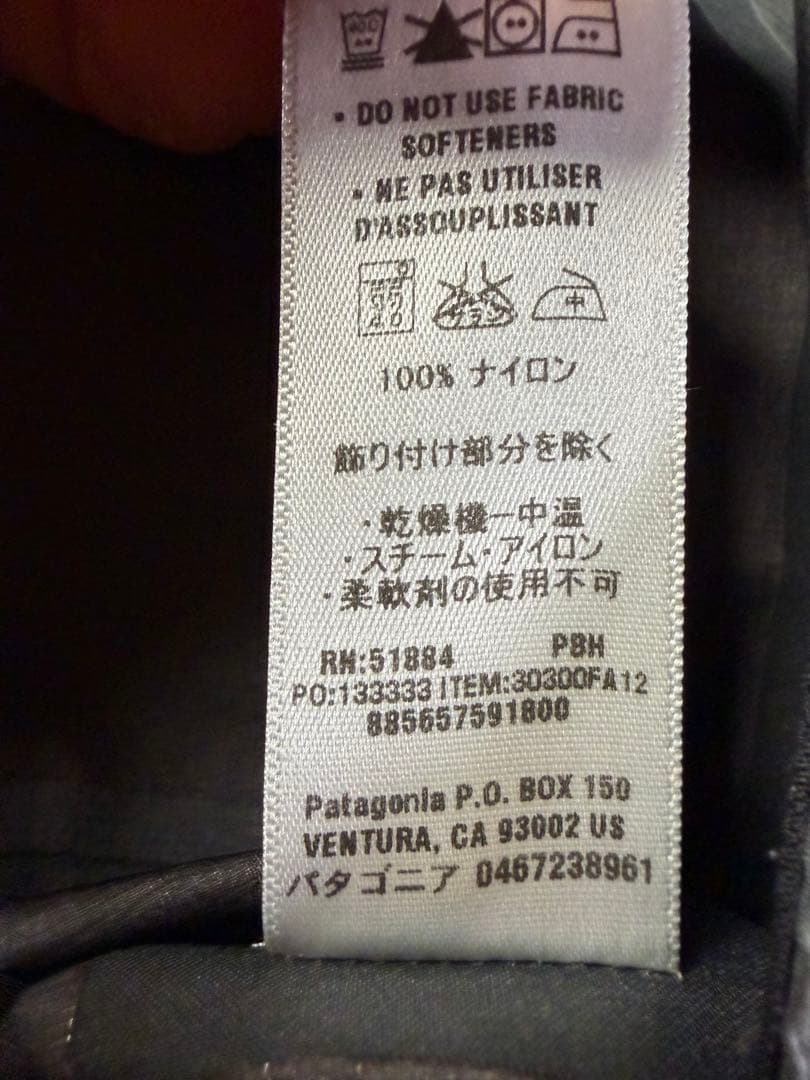 • DO NOT USE FABRIC
SOFTENERS
• NE PAS UTILISER
D'ASSOUPLISSANT
中
100% ナイロン
飾り付け部分を除く
・乾燥機ー中温
・スチーム・アイロン
・柔軟剤の使用不可
RN:51884 PBH
PO:133333 ITEM:30300FA12
885657591800
Patagonia P.O. BOX 150
VENTURA, CA 93002 US
パタゴニア 0467238961